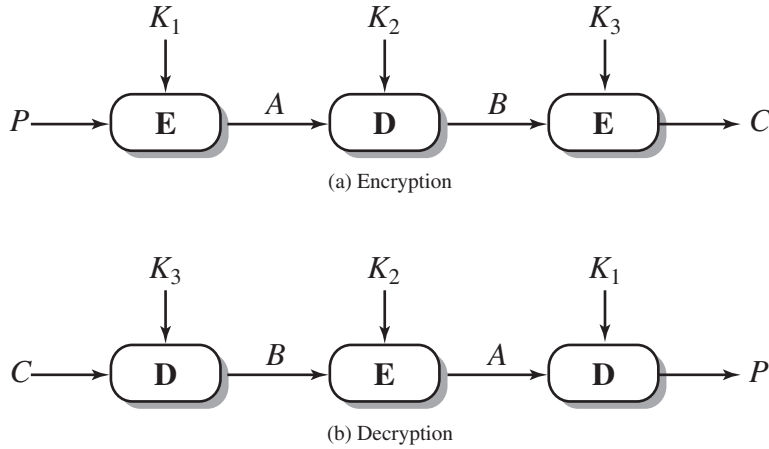 K1 K2 K3
P E A D B E C
(a) Encryption
K3 K2 K1
C D B E A D P
(b) Decryption